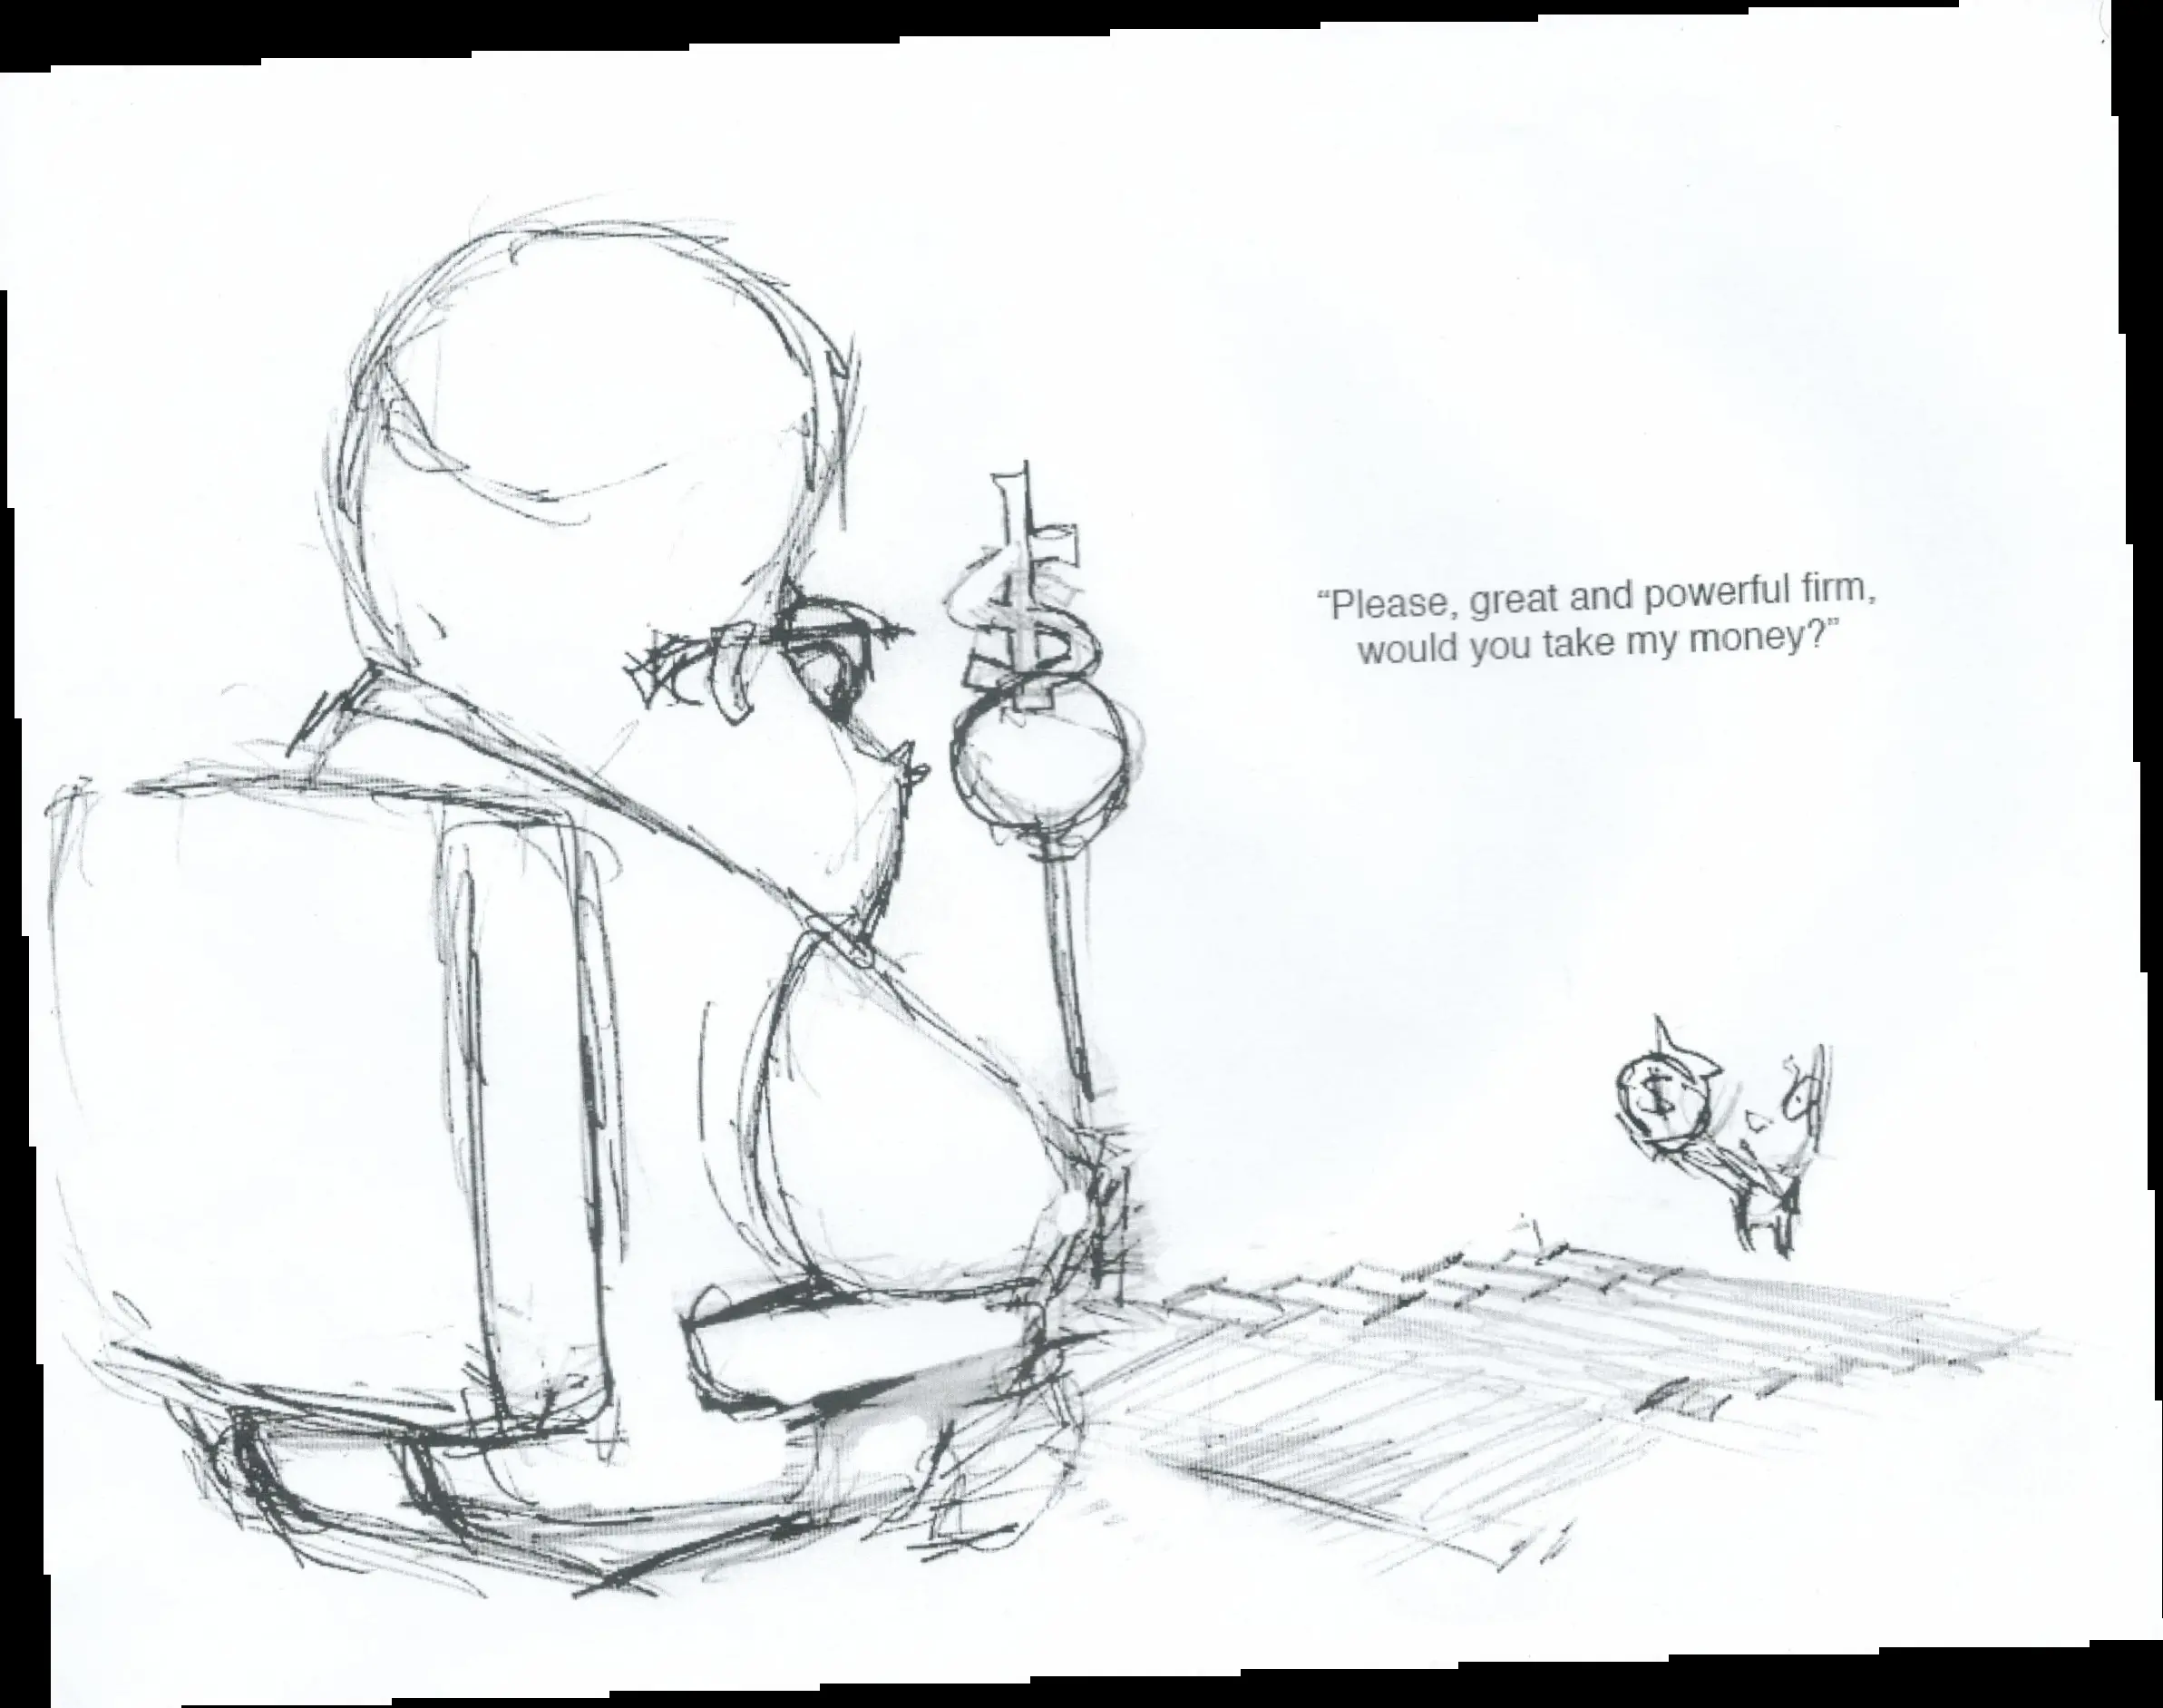 “Please, great and powerful firm,
would you take my money?”
$
$